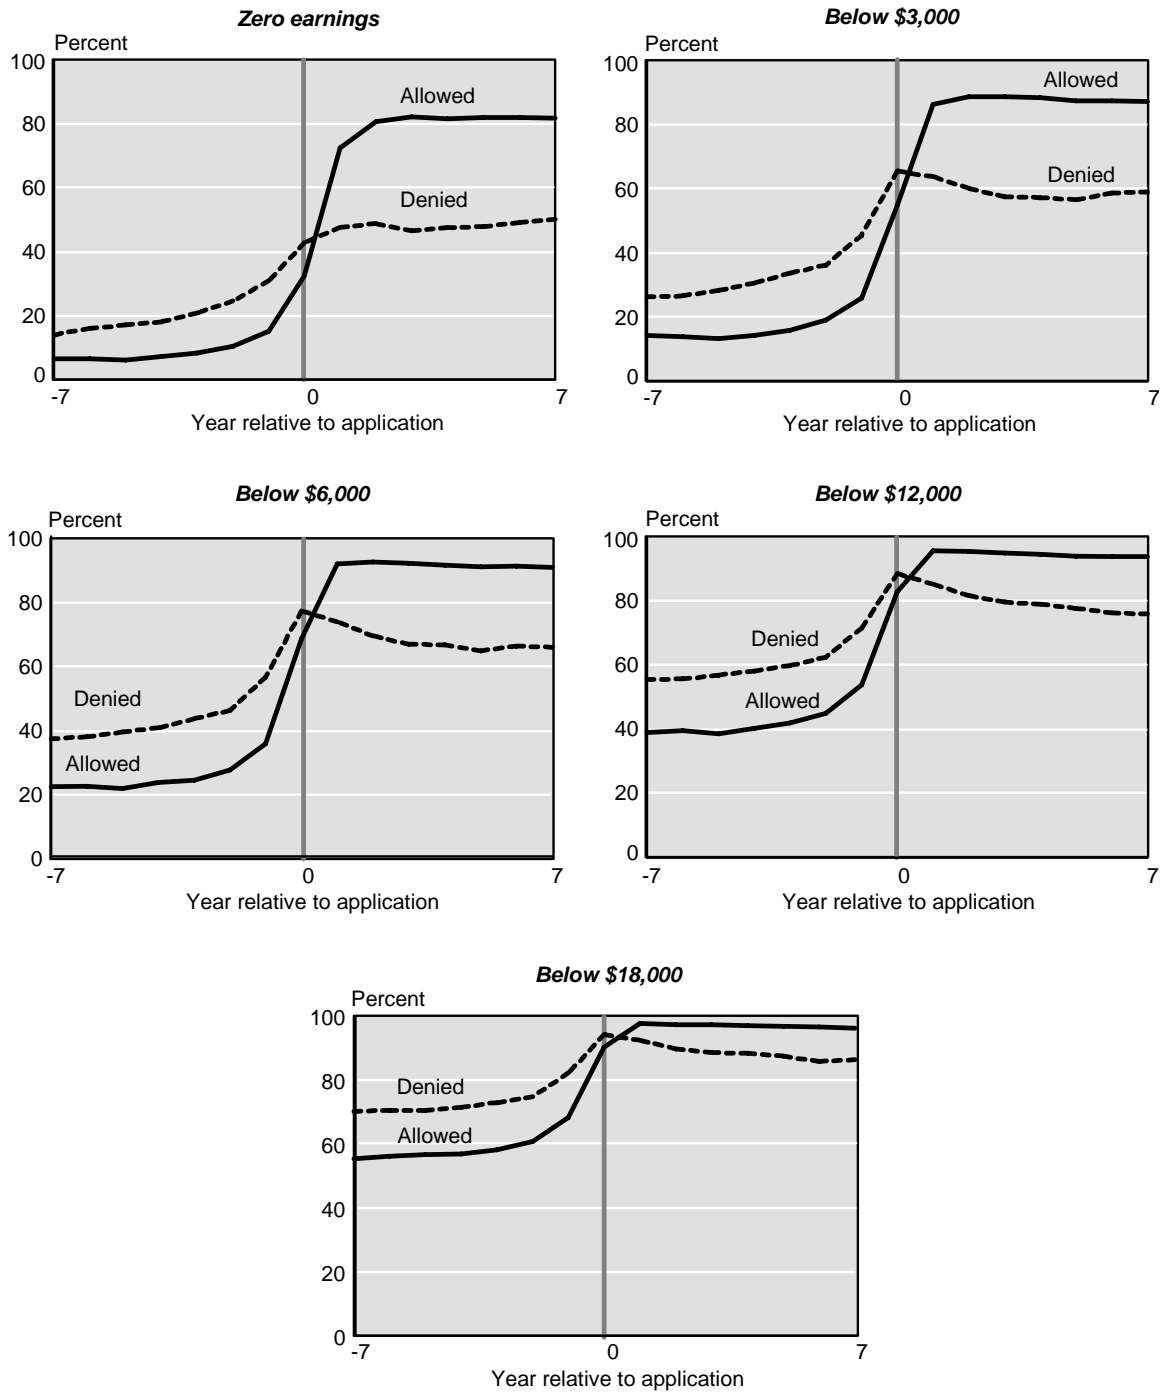 Zero earnings
Percent
100
80
60
40
20
0
Allowed
Denied
-7 0 7
Year relative to application
Below $3,000
Percent
100
80
60
40
20
0
Allowed
Denied
-7 0 7
Year relative to application
Below $6,000
Percent
100
80
60
40
20
0
Denied
Allowed
-7 0 7
Year relative to application
Below $12,000
Percent
100
80
60
40
20
0
Denied
Allowed
-7 0 7
Year relative to application
Below $18,000
Percent
100
80
60
40
20
0
Denied
Allowed
-7 0 7
Year relative to application